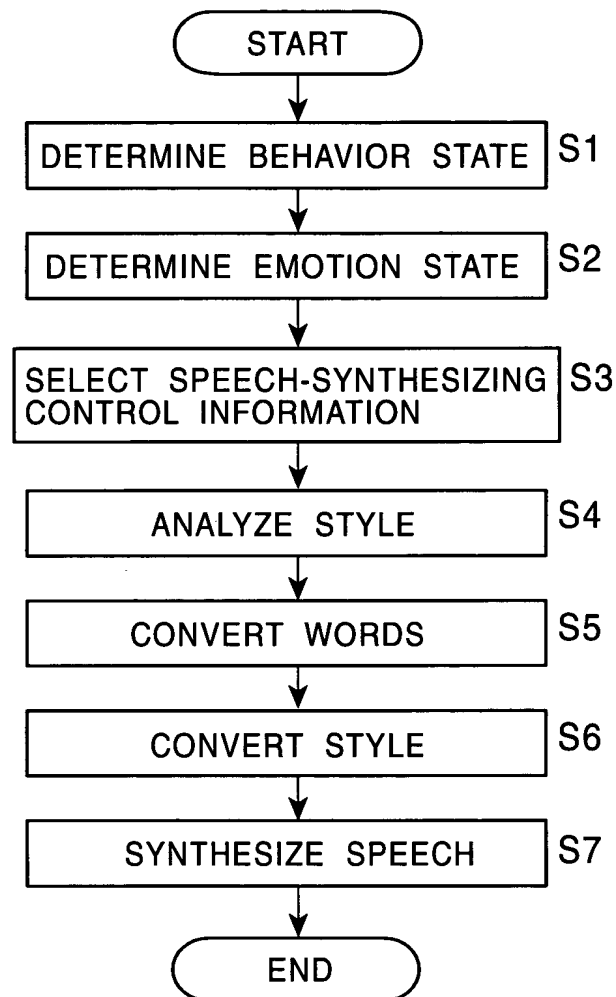 START
DETERMINE BEHAVIOR STATE S1
DETERMINE EMOTION STATE S2
SELECT SPEECH-SYNTHESIZING S3
CONTROL INFORMATION
ANALYZE STYLE S4
CONVERT WORDS S5
CONVERT STYLE S6
SYNTHESIZE SPEECH S7
END